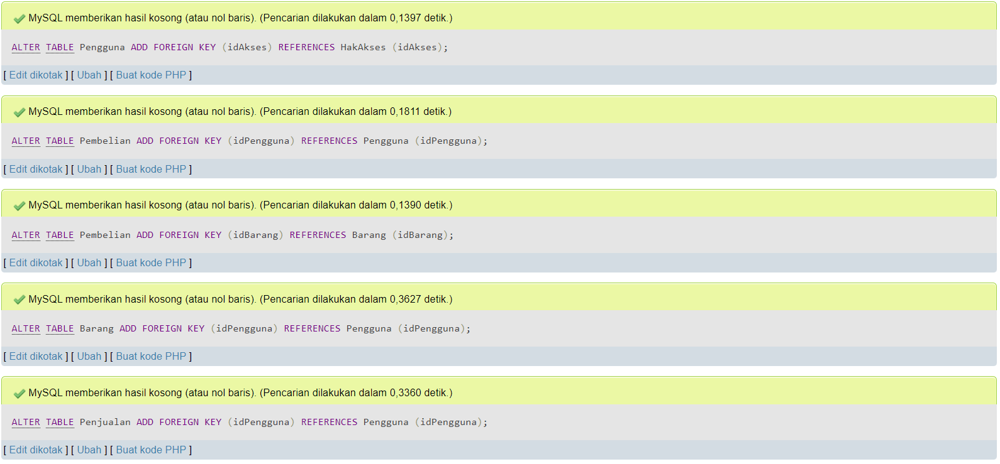 MySQL memberikan hasil kosong (atau nol baris). (Pencarian dilakukan dalam 0,1397 detik.)
ALTER TABLE Pengguna ADD FOREIGN KEY (idAkses) REFERENCES HakAkses (idAkses);
[ Edit dikotak ] [ Ubah ] [ Buat kode PHP ]
MySQL memberikan hasil kosong (atau nol baris). (Pencarian dilakukan dalam 0,1811 detik.)
ALTER TABLE Pembelian ADD FOREIGN KEY (idPengguna) REFERENCES Pengguna (idPengguna);
[ Edit dikotak ] [ Ubah ] [ Buat kode PHP ]
MySQL memberikan hasil kosong (atau nol baris). (Pencarian dilakukan dalam 0,1390 detik.)
ALTER TABLE Pembelian ADD FOREIGN KEY (idBarang) REFERENCES Barang (idBarang);
[ Edit dikotak ] [ Ubah ] [ Buat kode PHP ]
MySQL memberikan hasil kosong (atau nol baris). (Pencarian dilakukan dalam 0,3627 detik.)
ALTER TABLE Barang ADD FOREIGN KEY (idPengguna) REFERENCES Pengguna (idPengguna);
[ Edit dikotak ] [ Ubah ] [ Buat kode PHP ]
MySQL memberikan hasil kosong (atau nol baris). (Pencarian dilakukan dalam 0,3360 detik.)
ALTER TABLE Penjualan ADD FOREIGN KEY (idPengguna) REFERENCES Pengguna (idPengguna);
[ Edit dikotak ] [ Ubah ] [ Buat kode PHP ]